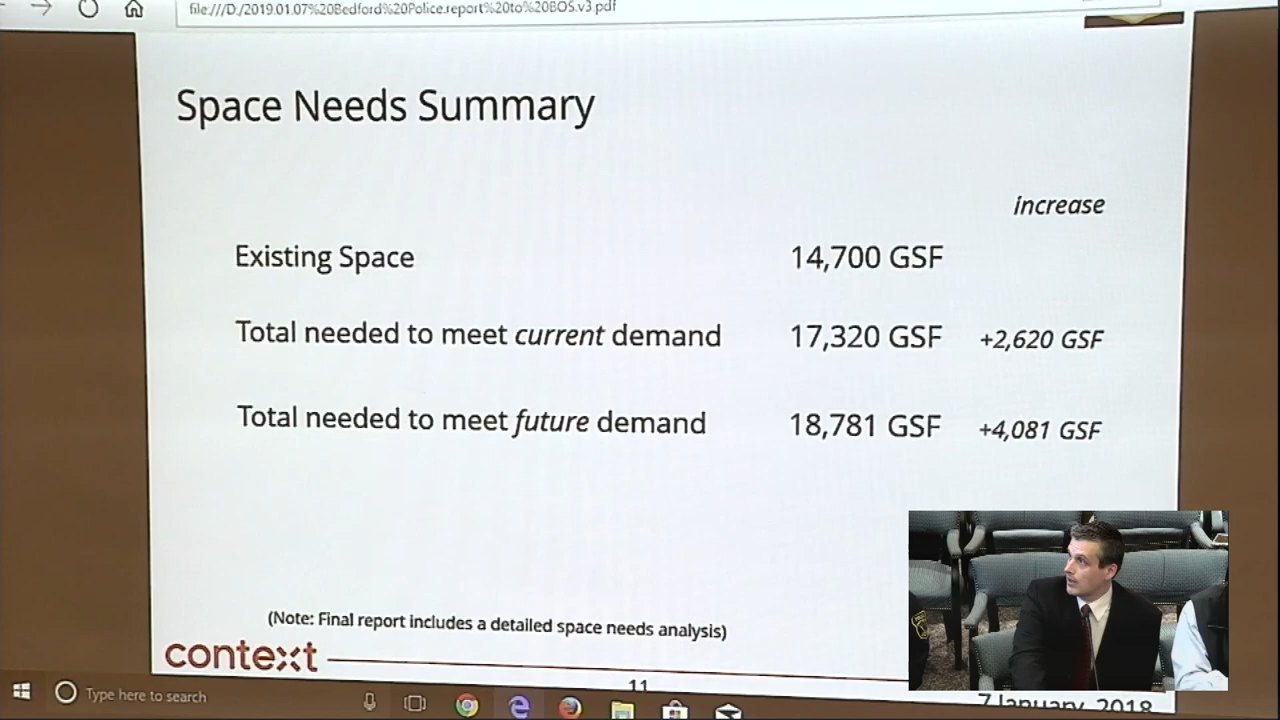 file:///D:/2019.01.07%20Bedford%20Police.report%20to%20BOS.v3.pdf
Space Needs Summary
increase
Existing Space 14,700 GSF
Total needed to meet current demand 17,320 GSF +2,620 GSF
Total needed to meet future demand 18,781 GSF +4,081 GSF
(Note: Final report includes a detailed space needs analysis)
context
11
7 January, 2018
Type here to search